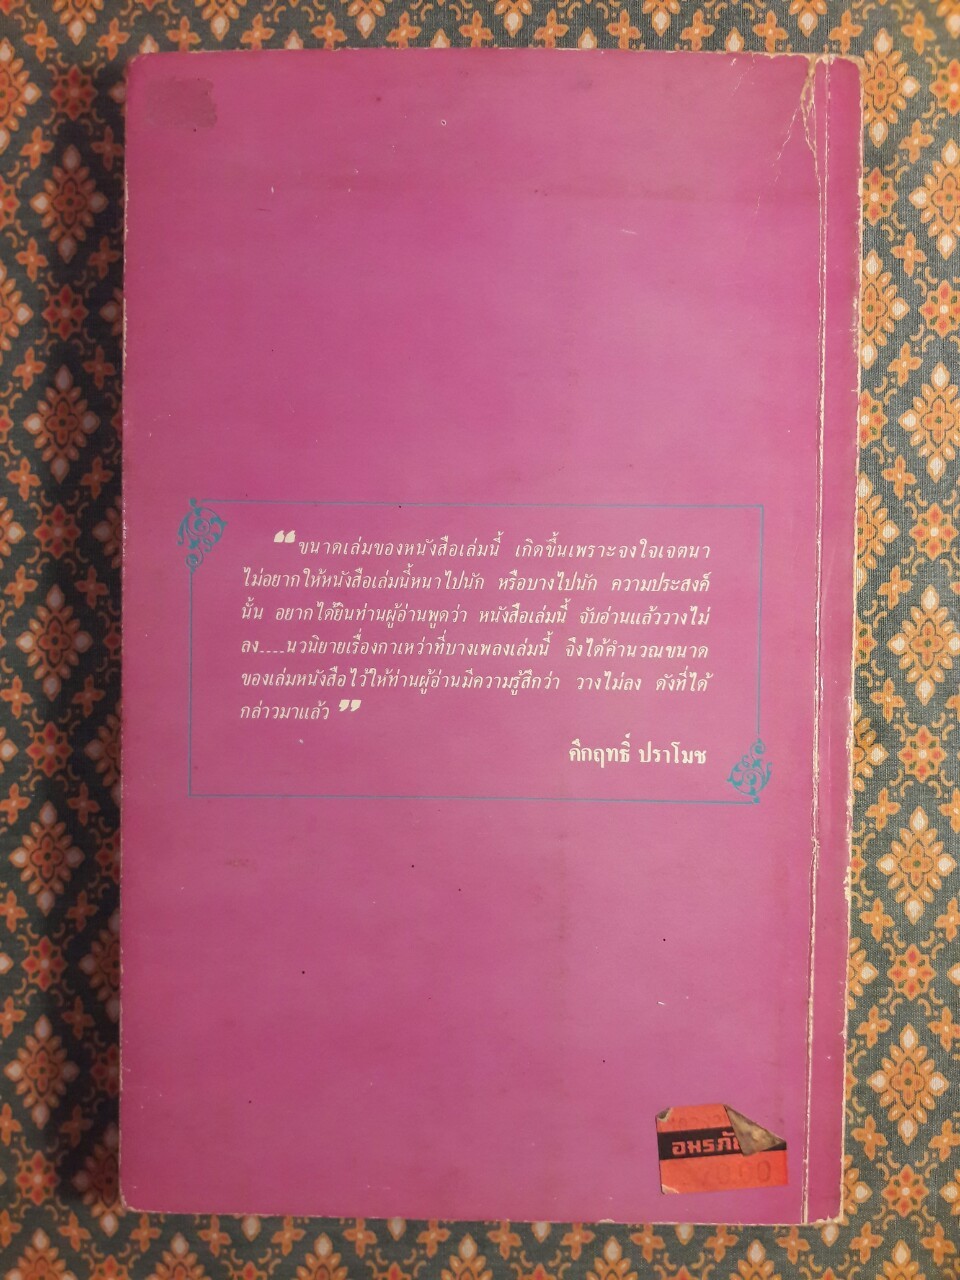 “ขนาดเล่มของหนังสือเล่มนี้ เกิดขึ้นเพราะจงใจเจตนา
ไม่อยากให้หนังสือเล่มนี้หนาไปนัก หรือบางไปนัก ความประสงค์
นั้น อยากได้ยินท่านผู้อ่านพูดว่า หนังสือเล่มนี้ จับอ่านแล้ววางไม่
ลง....นวนิยายเรื่องกาเหว่าที่บางเพลงเล่มนี้ จึงได้คำนวณขนาด
ของเล่มหนังสือไว้ให้ท่านผู้อ่านมีความรู้สึกว่า วางไม่ลง ดังที่ได้
กล่าวมาแล้ว ”
คึกฤทธิ์ ปราโมช